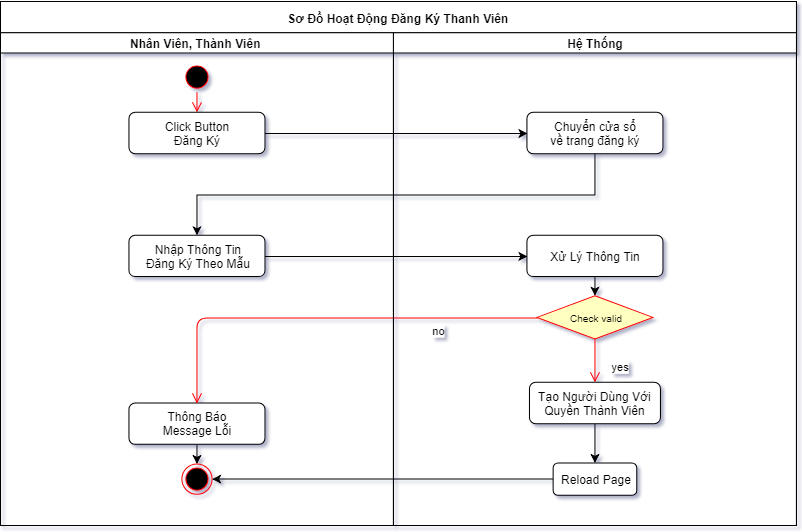 Sơ Đồ Hoạt Động Đăng Ký Thanh Viên
Nhân Viên, Thành Viên
Hệ Thống
Click Button
Đăng Ký
Chuyển cửa sổ
về trang đăng ký
Nhập Thông Tin
Đăng Ký Theo Mẫu
Xử Lý Thông Tin
Check valid
no
yes
Thông Báo
Message Lỗi
Tạo Người Dùng Với
Quyền Thành Viên
Reload Page